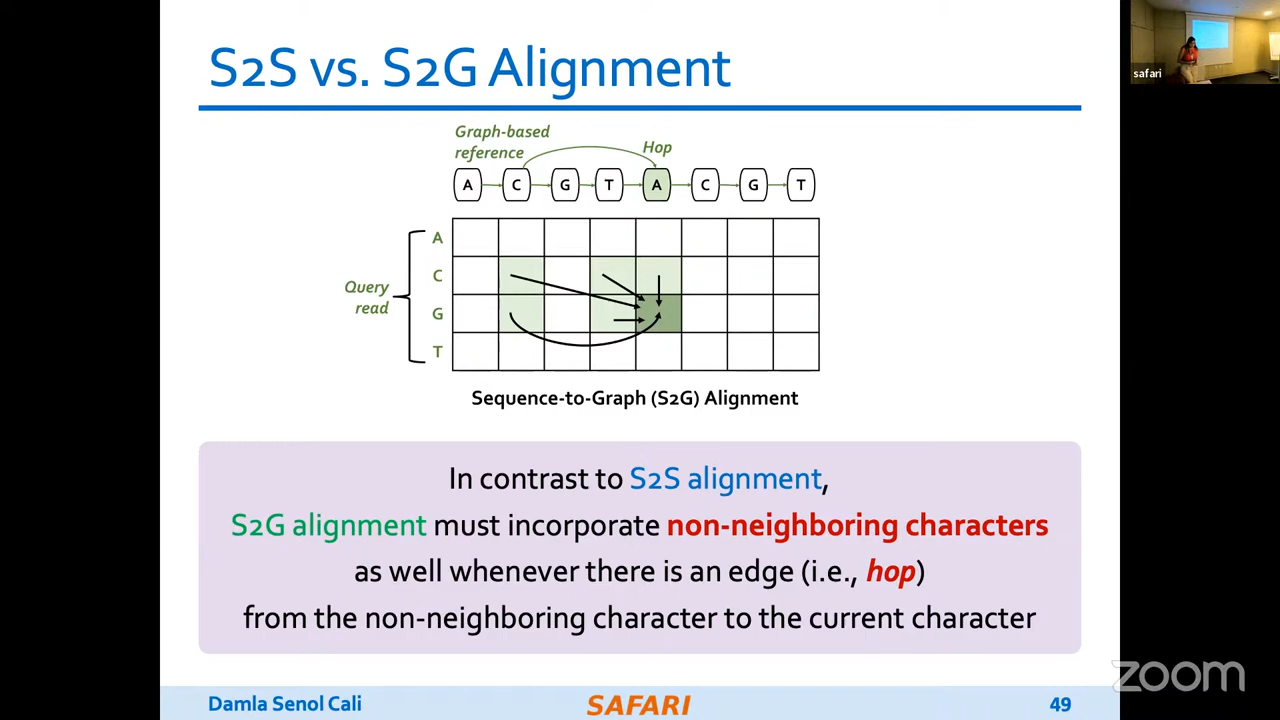 S2S vs. S2G Alignment
safari
Graph-based
reference
Hop
A C G T A C G T
A
C
G
T
Query
read
Sequence-to-Graph (S2G) Alignment
In contrast to S2S alignment,
S2G alignment must incorporate non-neighboring characters
as well whenever there is an edge (i.e., hop)
from the non-neighboring character to the current character
zoom
Damla Senol Cali
SAFARI
49